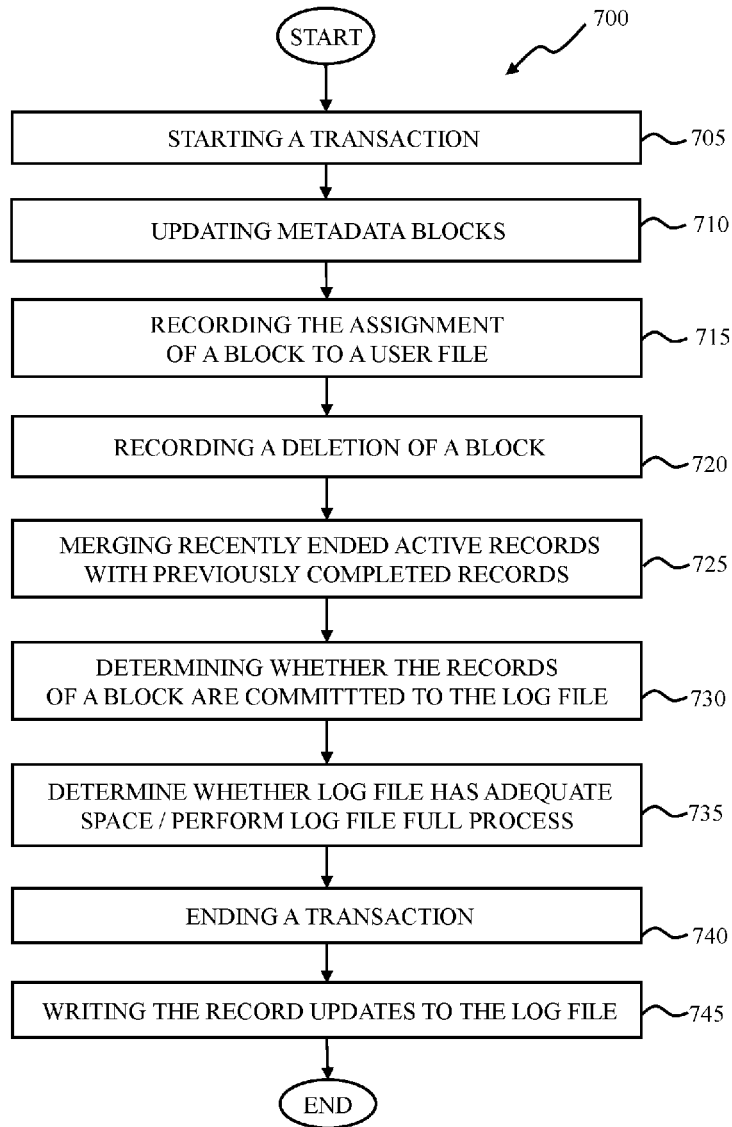 START
700
STARTING A TRANSACTION
705
UPDATING METADATA BLOCKS
710
RECORDING THE ASSIGNMENT
OF A BLOCK TO A USER FILE
715
RECORDING A DELETION OF A BLOCK
720
MERGING RECENTLY ENDED ACTIVE RECORDS
WITH PREVIOUSLY COMPLETED RECORDS
725
DETERMINING WHETHER THE RECORDS
OF A BLOCK ARE COMMITTTED TO THE LOG FILE
730
DETERMINE WHETHER LOG FILE HAS ADEQUATE
SPACE / PERFORM LOG FILE FULL PROCESS
735
ENDING A TRANSACTION
740
WRITING THE RECORD UPDATES TO THE LOG FILE
745
END